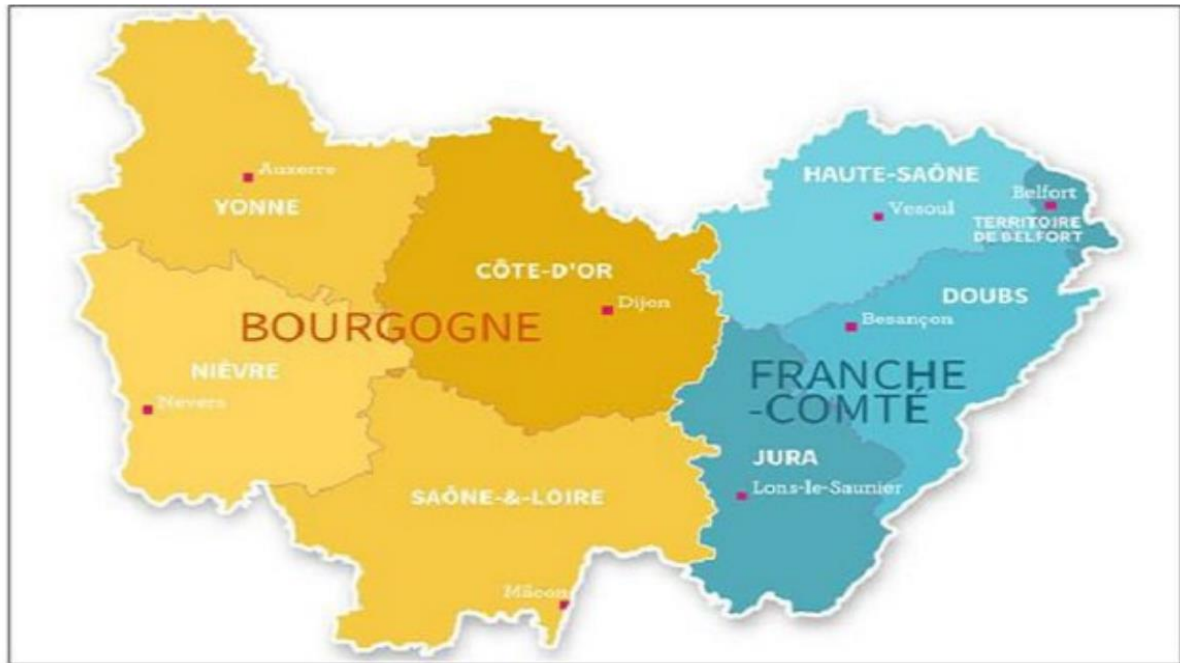 Auxerre
YONNE
HAUTE-SAÔNE
Vesoul
Belfort
TERRITOIRE
DE BELFORT
CÔTE-D'OR
Dijon
DOUBS
Besançon
BOURGOGNE
NIÈVRE
Nevers
FRANCHE
-COMTÉ
JURA
Lons-le-Saunier
SAÔNE-&-LOIRE
Mâcon